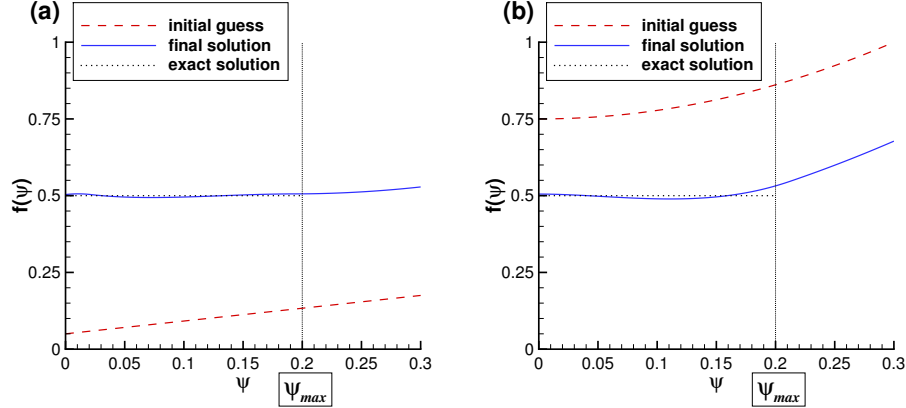 (a)
initial guess
final solution
exact solution
1
0.75
0.5
0.25
0
f(ψ)
0 0.05 0.1 0.15 0.2 0.25 0.3
ψ
ψmax
(b)
initial guess
final solution
exact solution
1
0.75
0.5
0.25
0
f(ψ)
0 0.05 0.1 0.15 0.2 0.25 0.3
ψ
ψmax